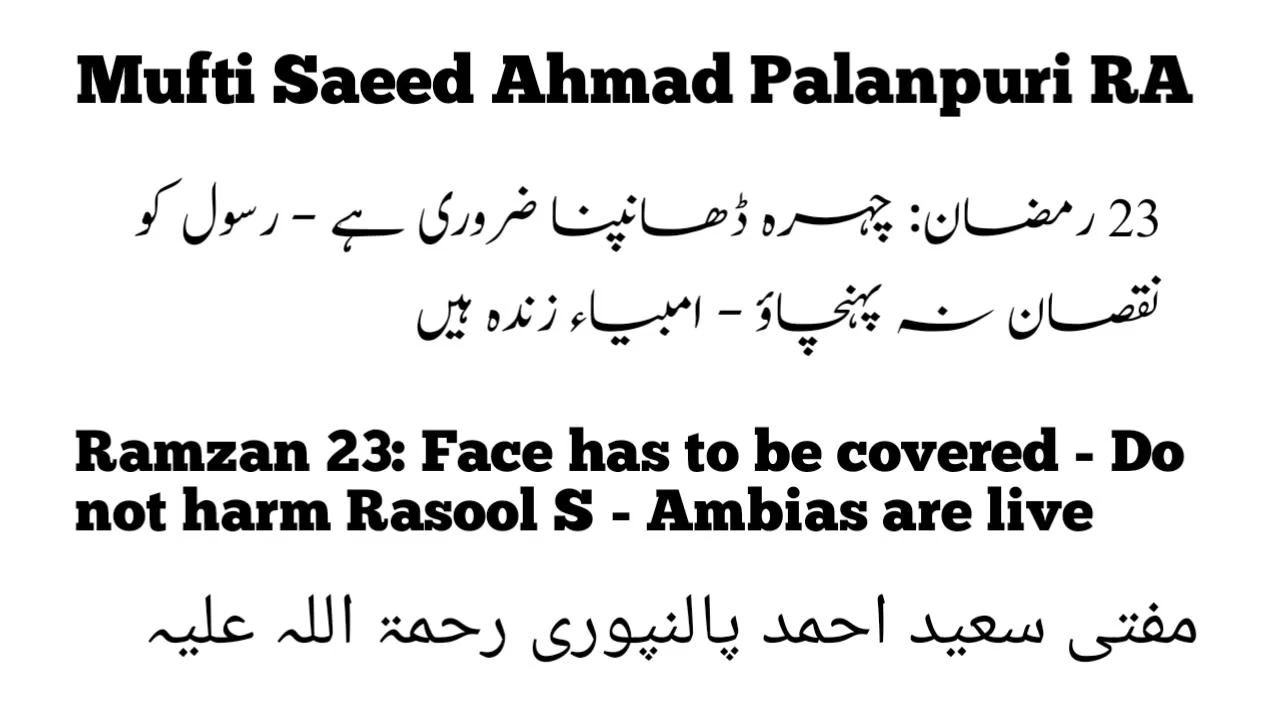 Mufti Saeed Ahmad Palanpuri RA
23 رمضان: چہرہ ڈھانپنا ضروری ہے - رسول کو
نقصان نہ پہنچاؤ - امبیاء زندہ ہیں
Ramzan 23: Face has to be covered - Do
not harm Rasool S - Ambias are live
مفتی سعید احمد پالنپوری رحمۃ اللہ علیہ